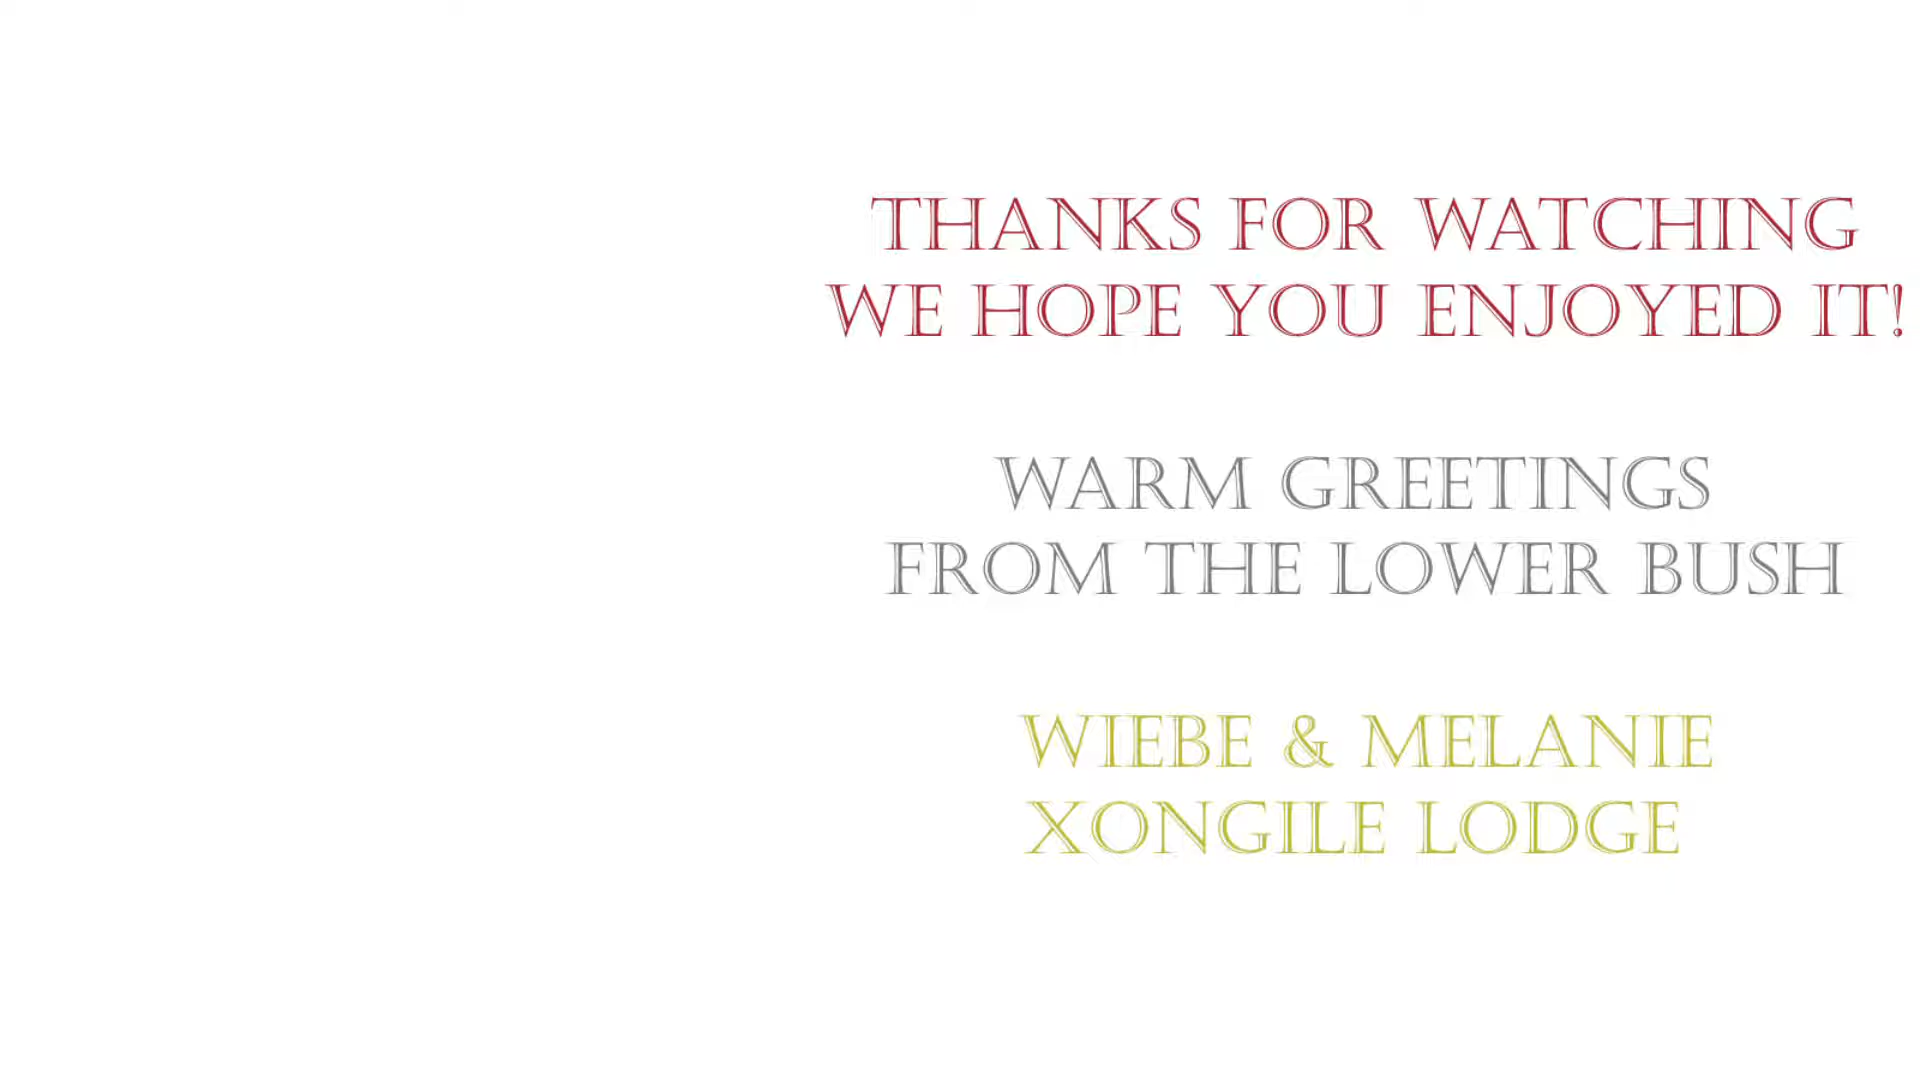 THANKS FOR WATCHING
WE HOPE YOU ENJOYED IT!
WARM GREETINGS
FROM THE LOWER BUSH
WIEBE & MELANIE
XONGILE LODGE